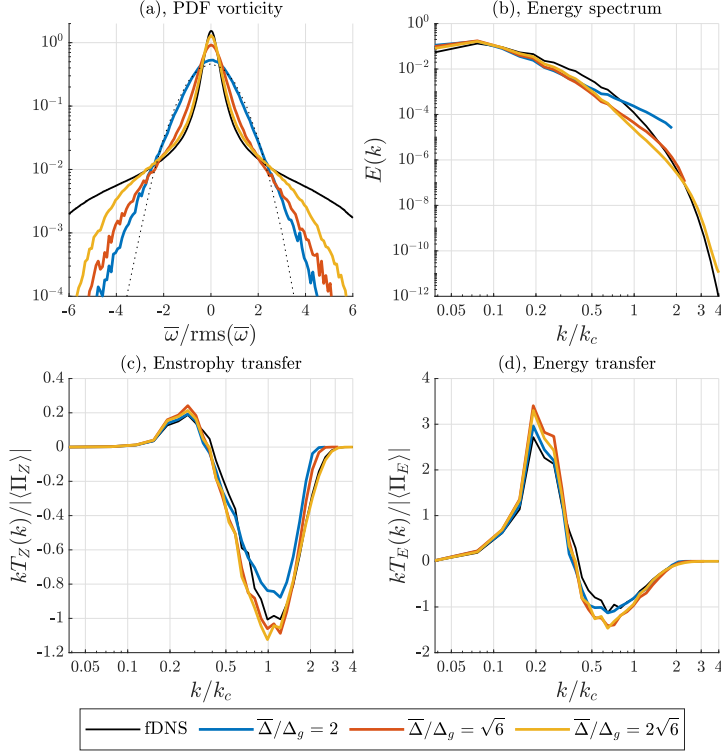 (a), PDF vorticity
(b), Energy spectrum
10^0
10^-1
10^-2
10^-3
10^-4
-6 -4 -2 0 2 4 6
ω̅/rms(ω̅)
E(k)
10^0
10^-2
10^-4
10^-6
10^-8
10^-10
10^-12
0.05 0.1 0.2 0.5 1 2 3 4
k/k_c
(c), Enstrophy transfer
(d), Energy transfer
kT_Z(k)/|⟨Π_Z⟩|
0.4
0.2
0
-0.2
-0.4
-0.6
-0.8
-1
-1.2
0.05 0.1 0.2 0.5 1 2 3 4
k/k_c
kT_E(k)/|⟨Π_E⟩|
4
3
2
1
0
-1
-2
0.05 0.1 0.2 0.5 1 2 3 4
k/k_c
fDNS
Δ̅/Δ_g = 2
Δ̅/Δ_g = √6
Δ̅/Δ_g = 2√6